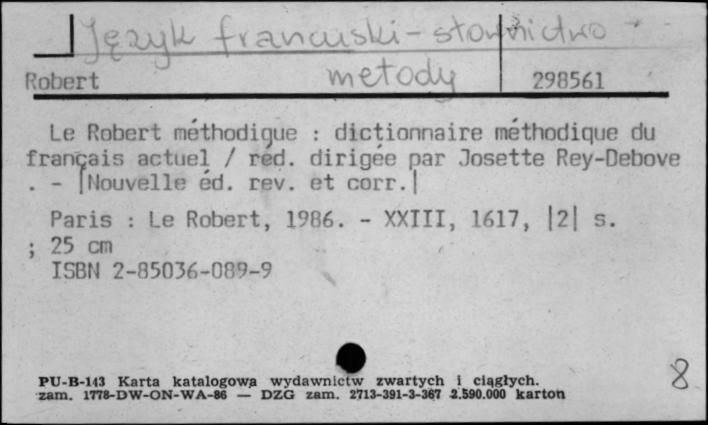 Język francuski - słownictwo -
metody
Robert 298561
Le Robert méthodique : dictionnaire méthodique du
français actuel / réd. dirigée par Josette Rey-Debove
. - |Nouvelle éd. rev. et corr.|
Paris : Le Robert, 1986. - XXIII, 1617, |2| s.
; 25 cm
ISBN 2-85036-089-9
PU-B-143 Karta katalogowa wydawnictw zwartych i ciągłych.
zam. 1778-DW-ON-WA-86 — DZG zam. 2713-391-3-367 2.590.000 karton
8